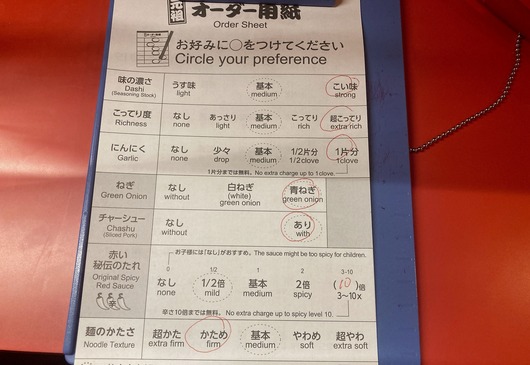 元祖 オーダー用紙
Order Sheet
お好みに○をつけてください
Circle your preference
味の濃さ うす味 基本 こい味
Dashi light medium strong
(Seasoning Stock)
こってり度 なし あっさり 基本 こってり 超こってり
Richness none light medium rich extra rich
にんにく なし 少々 基本 1/2片分 1片分
Garlic none drop medium 1/2clove 1clove
1片分までは無料。No extra charge up to 1clove.
ねぎ なし 白ねぎ 青ねぎ
Green Onion without (white) green onion
green onion
チャーシュー なし あり
Chashu without with
(Sliced Pork)
お子様には「なし」がおすすめ。The sauce might be too spicy for children.
赤い 0 1/2 1 2 3-10
秘伝のたれ なし 1/2倍 基本 2倍 (10)倍
Original Spicy none mild medium spicy 3~10x
Red Sauce
辛 辛さ10倍までは無料。No extra charge up to spicy level 10.
麺のかたさ 超かた かため 基本 やわめ 超やわ
Noodle Texture extra firm firm medium soft extra soft